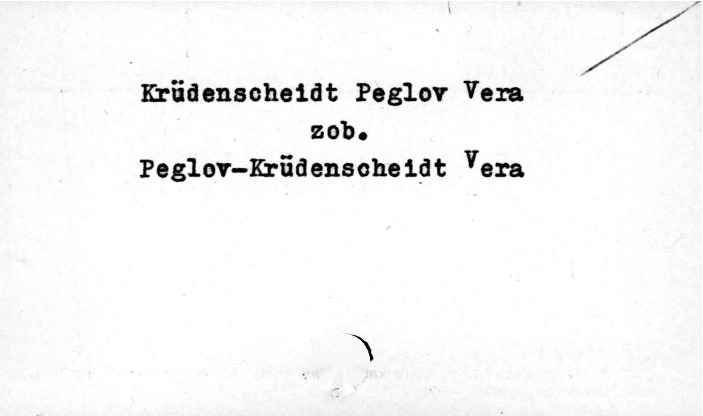 Krüdenscheidt Peglov Vera
zob.
Peglov-Krüdenscheidt Vera